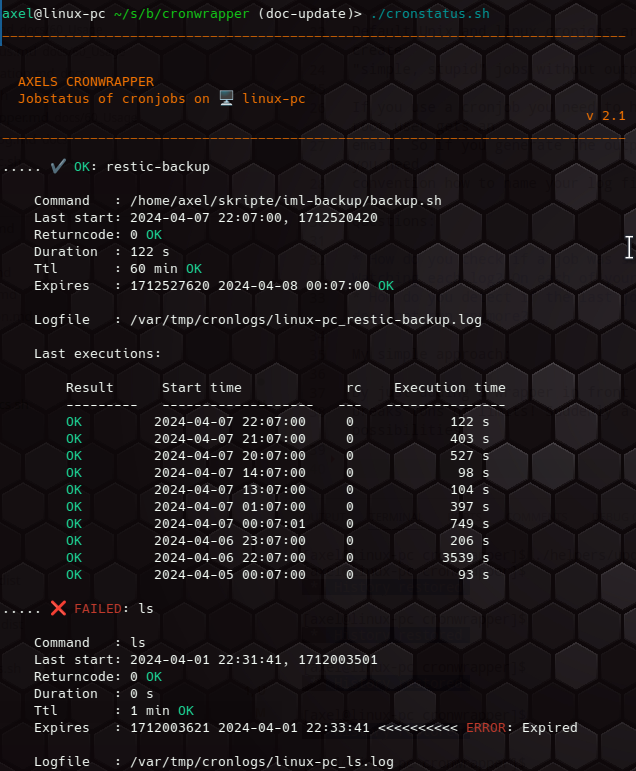 axel@linux-pc ~/s/b/cronwrapper (doc-update)> ./cronstatus.sh
AXELS CRONWRAPPER
Jobstatus of cronjobs on 🖥️ linux-pc
v 2.1
..... ✔️ OK: restic-backup
Command   : /home/axel/skripte/iml-backup/backup.sh
Last start: 2024-04-07 22:07:00, 1712520420
Returncode: 0 OK
Duration  : 122 s
Ttl       : 60 min OK
Expires   : 1712527620 2024-04-08 00:07:00 OK
Logfile   : /var/tmp/cronlogs/linux-pc_restic-backup.log
Last executions:
Result      Start time             rc    Execution time
---------   -------------------   ---   ---------------
OK         2024-04-07 22:07:00     0            122 s
OK         2024-04-07 21:07:00     0            403 s
OK         2024-04-07 20:07:00     0            527 s
OK         2024-04-07 14:07:00     0             98 s
OK         2024-04-07 13:07:00     0            104 s
OK         2024-04-07 01:07:00     0            397 s
OK         2024-04-07 00:07:01     0            749 s
OK         2024-04-06 23:07:00     0            206 s
OK         2024-04-06 22:07:00     0           3539 s
OK         2024-04-05 00:07:00     0             93 s
..... ❌ FAILED: ls
Command   : ls
Last start: 2024-04-01 22:31:41, 1712003501
Returncode: 0 OK
Duration  : 0 s
Ttl       : 1 min OK
Expires   : 1712003621 2024-04-01 22:33:41 <<<<<<<<<< ERROR: Expired
Logfile   : /var/tmp/cronlogs/linux-pc_ls.log